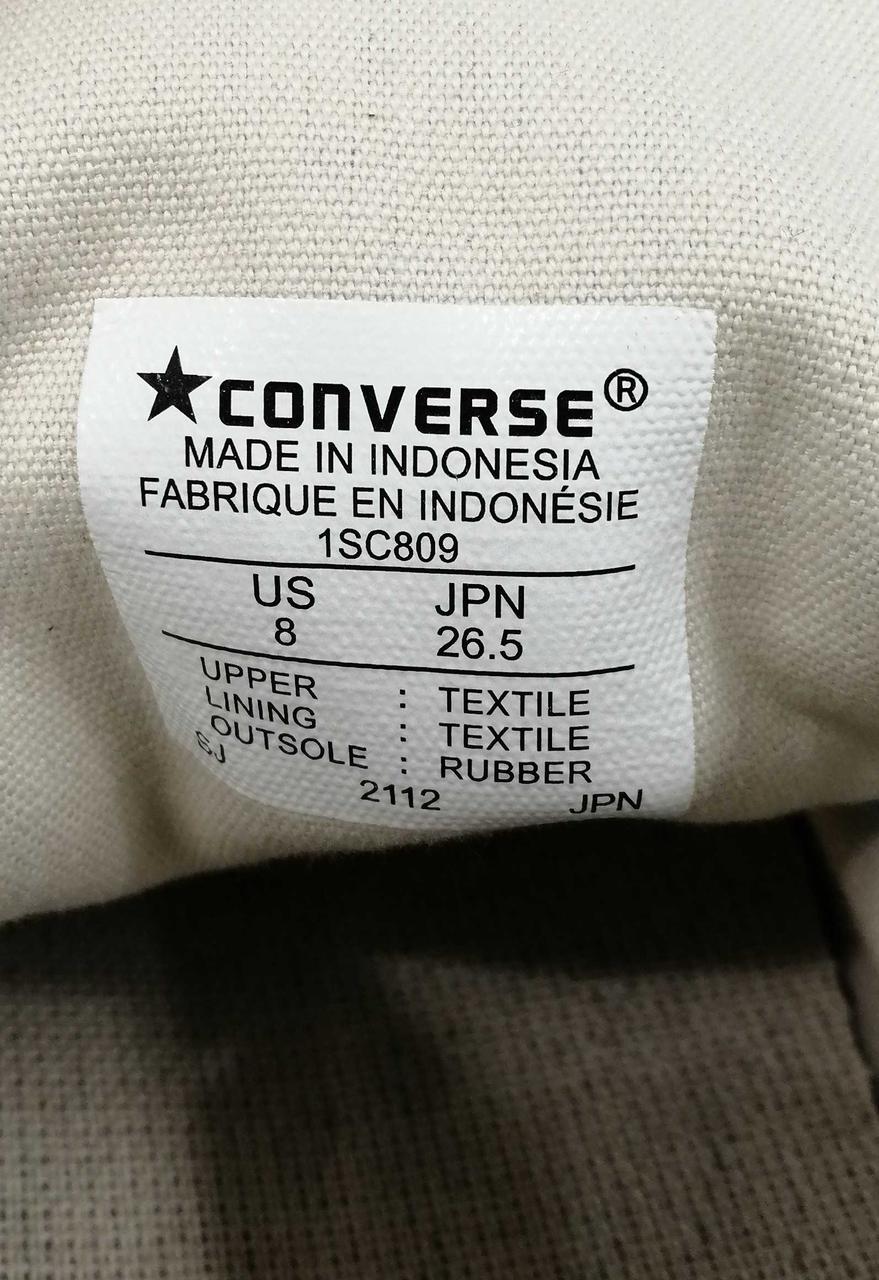 ★CONVERSE®
MADE IN INDONESIA
FABRIQUE EN INDONÉSIE
1SC809
US JPN
8 26.5
UPPER : TEXTILE
LINING : TEXTILE
OUTSOLE : RUBBER
SJ 2112 JPN